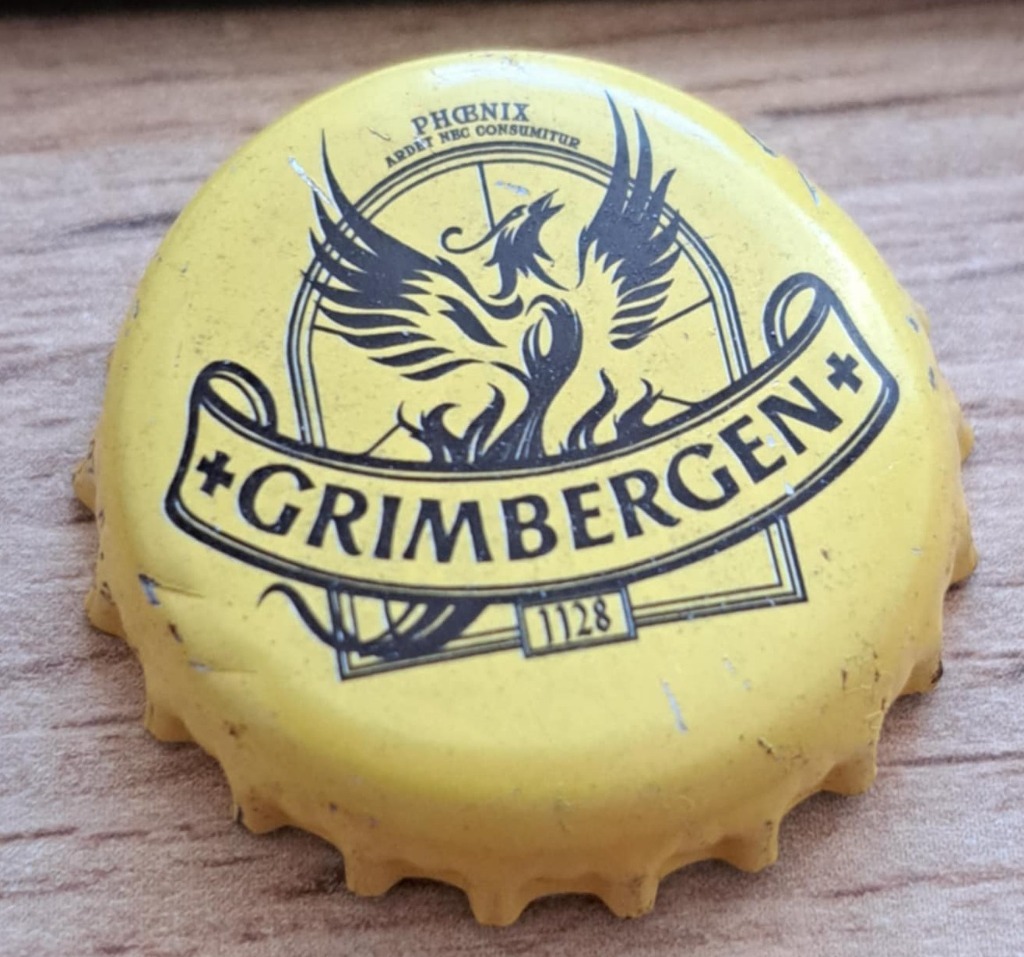 PHŒNIX
ARDET NEC CONSUMITUR
GRIMBERGEN
1128